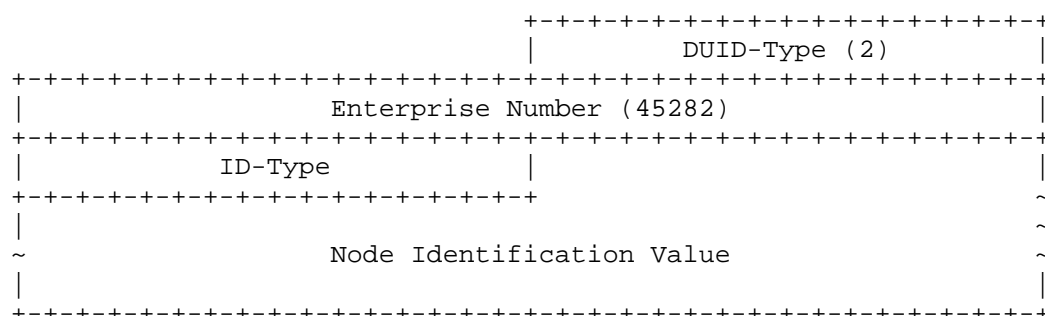 DUID-Type (2)
Enterprise Number (45282)
ID-Type
Node Identification Value